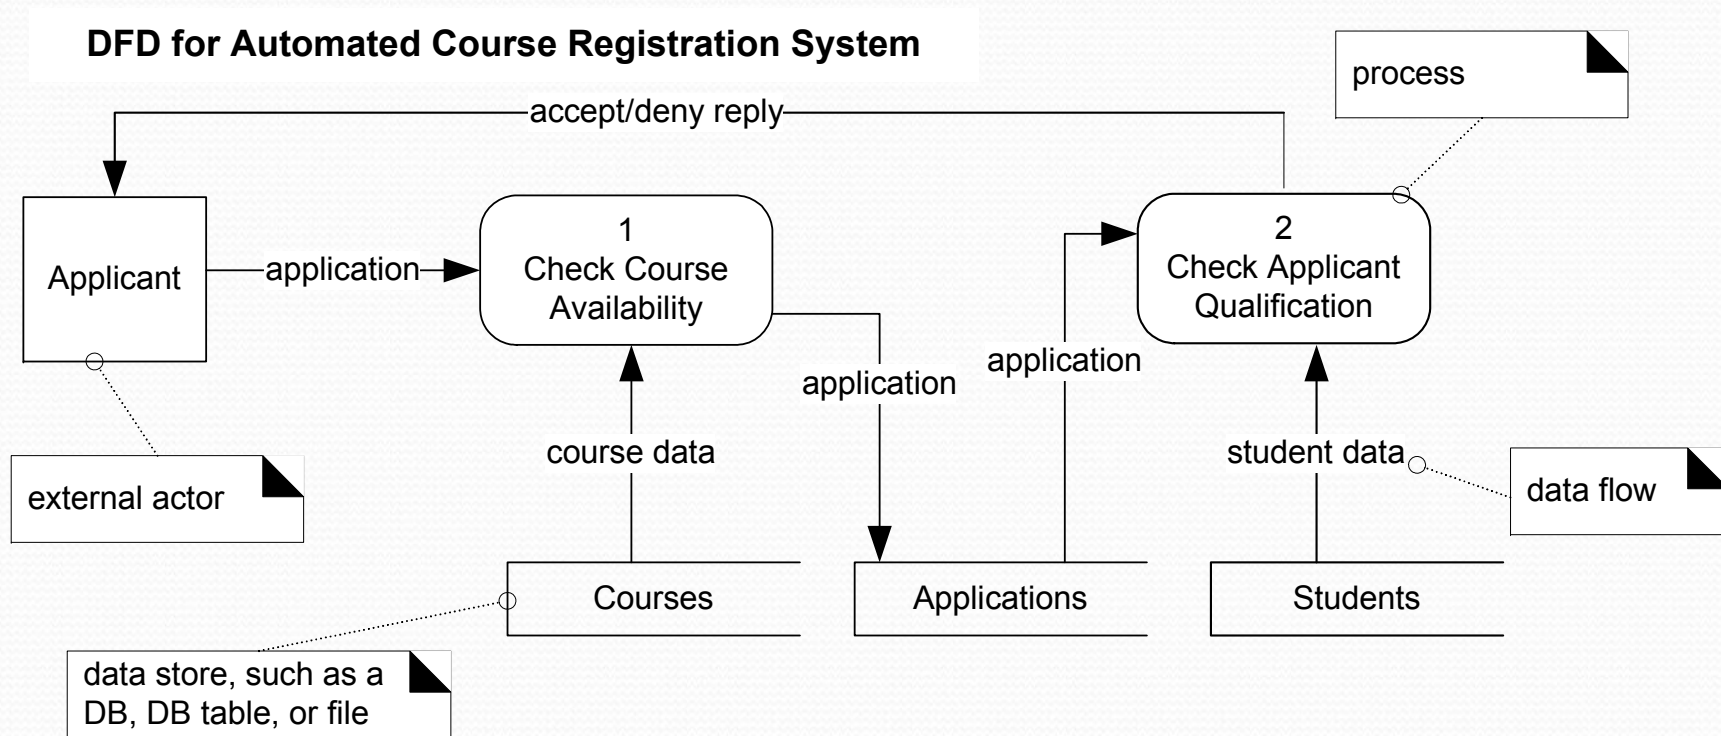 DFD for Automated Course Registration System
process
accept/deny reply
Applicant
application
1
Check Course
Availability
2
Check Applicant
Qualification
application
application
course data
student data
external actor
data flow
Courses
Applications
Students
data store, such as a
DB, DB table, or file